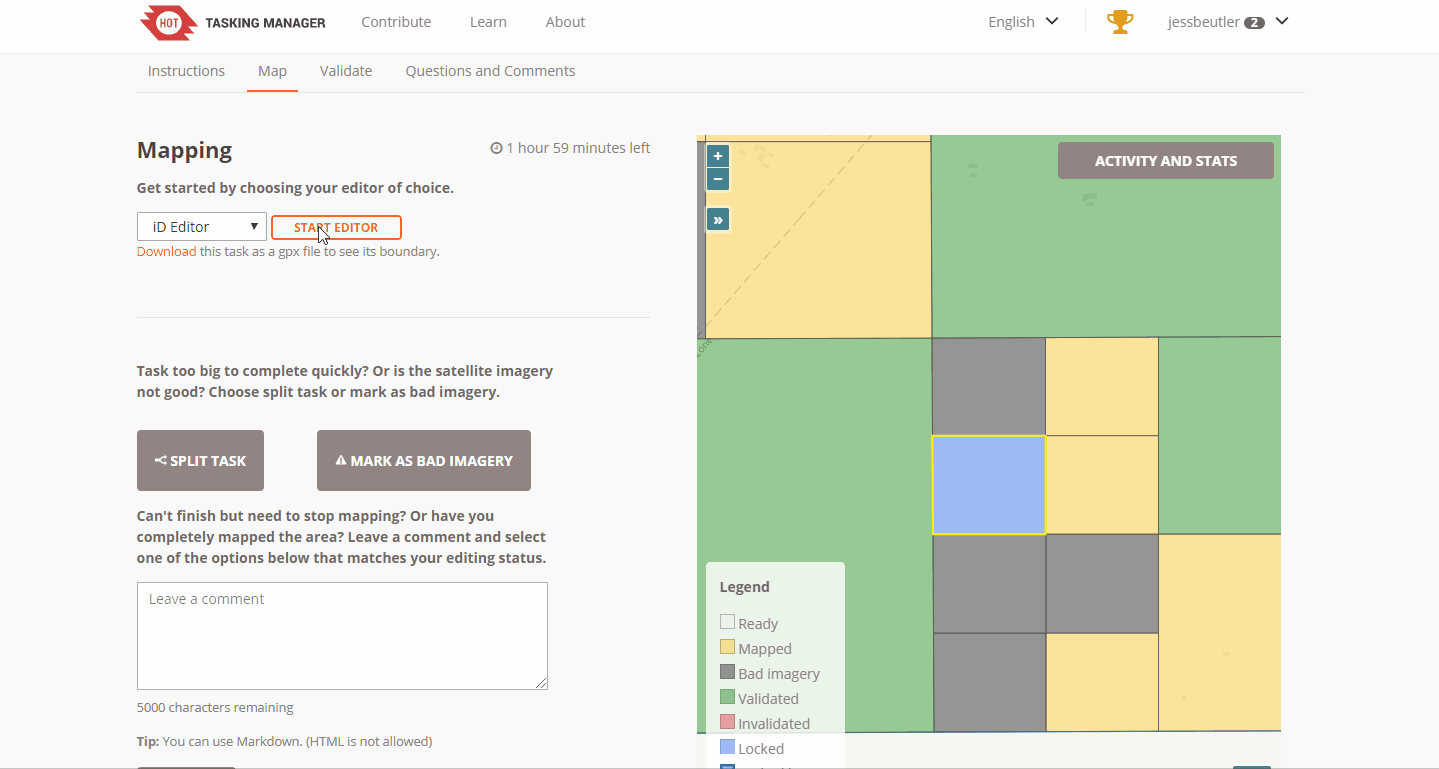 HOT TASKING MANAGER Contribute Learn About English jessbeutler 2
Instructions Map Validate Questions and Comments
Mapping 1 hour 59 minutes left
Get started by choosing your editor of choice.
iD Editor START EDITOR
Download this task as a gpx file to see its boundary.
Task too big to complete quickly? Or is the satellite imagery
not good? Choose split task or mark as bad imagery.
SPLIT TASK MARK AS BAD IMAGERY
Can't finish but need to stop mapping? Or have you
completely mapped the area? Leave a comment and select
one of the options below that matches your editing status.
Leave a comment
5000 characters remaining
Tip: You can use Markdown. (HTML is not allowed)
+
−
»
ACTIVITY AND STATS
Legend
Ready
Mapped
Bad imagery
Validated
Invalidated
Locked